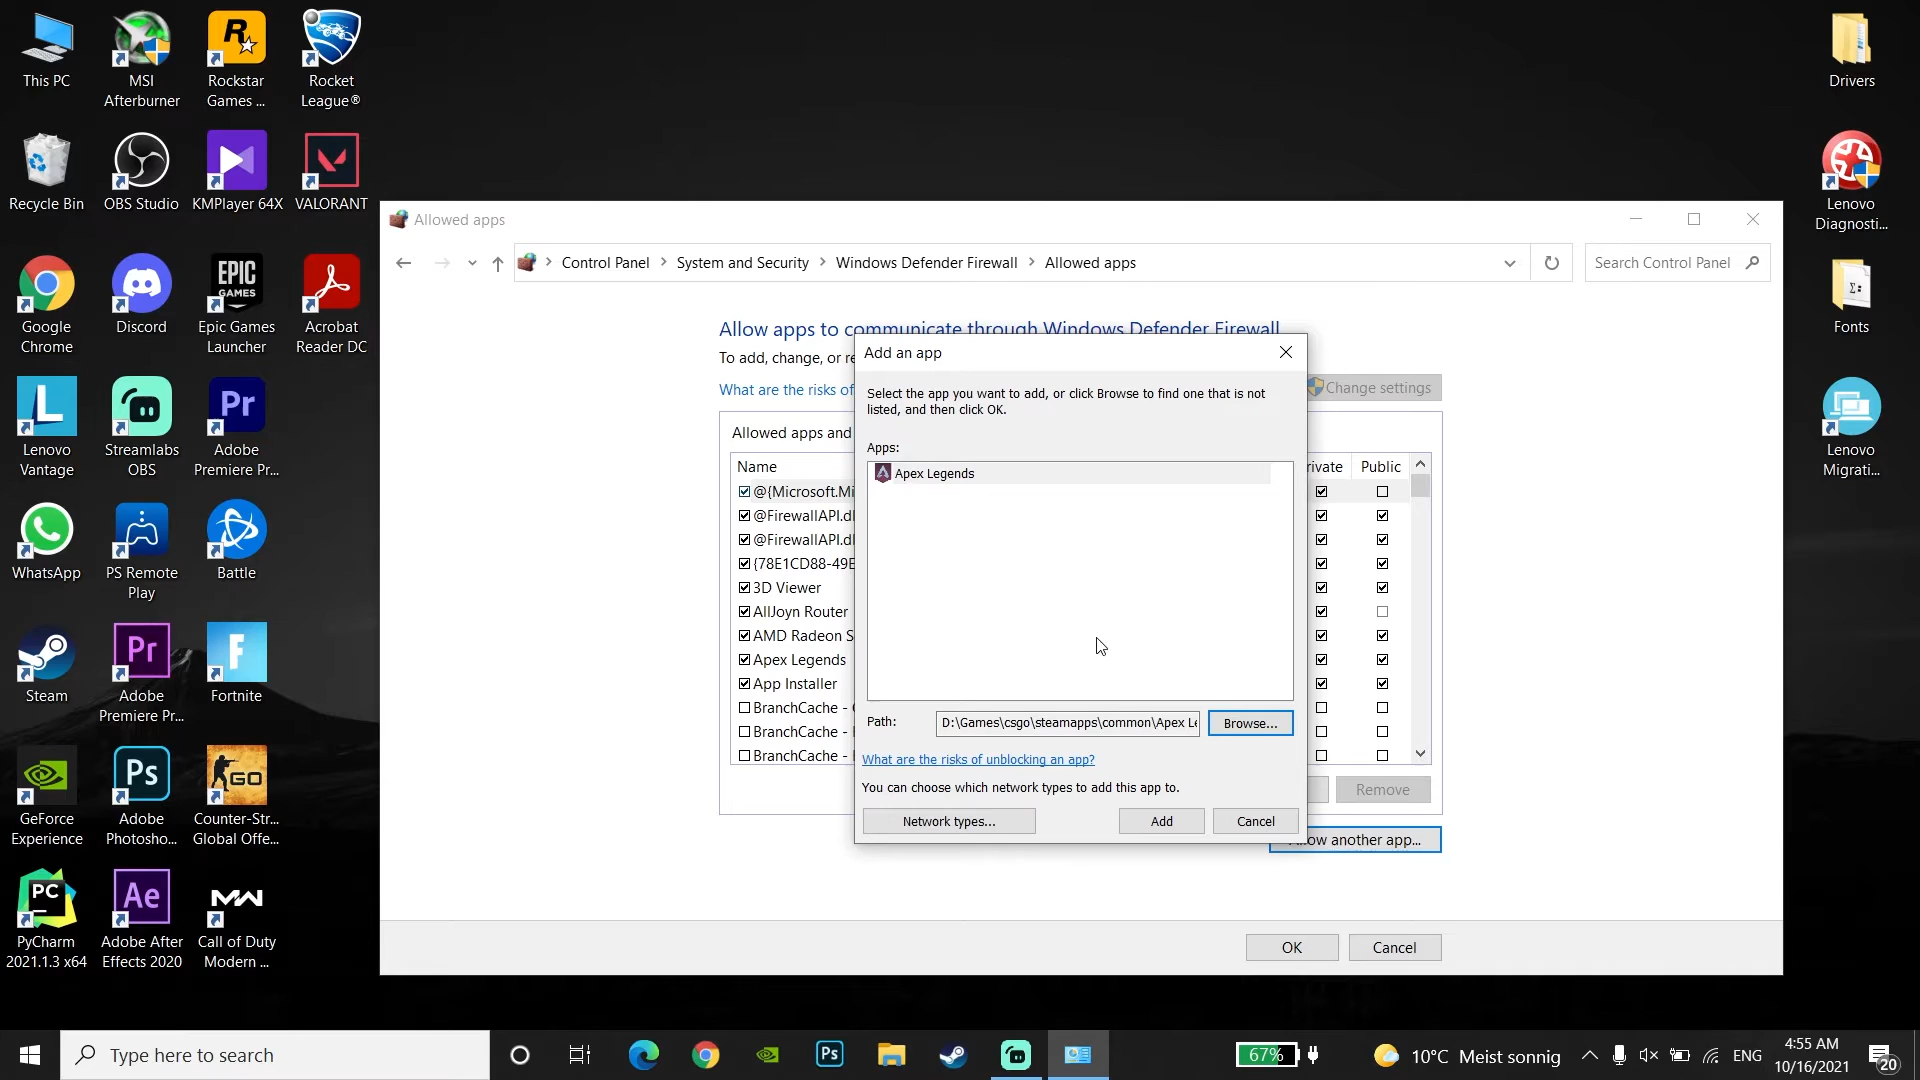 This PC
MSI
Afterburner
Rockstar
Games ...
Rocket
League®
Drivers
Recycle Bin
OBS Studio
KMPlayer 64X
VALORANT
Lenovo
Diagnosti...
Google
Chrome
Discord
EPIC
GAMES
Epic Games
Launcher
Acrobat
Reader DC
Fonts
Lenovo
Vantage
Streamlabs
OBS
Pr
Adobe
Premiere Pr...
Lenovo
Migrati...
WhatsApp
PS Remote
Play
Battle
Steam
Pr
Adobe
Premiere Pr...
Fortnite
GeForce
Experience
Ps
Adobe
Photosho...
GO
Counter-Str...
Global Offe...
PC
PyCharm
2021.1.3 x64
Ae
Adobe After
Effects 2020
MW
Call of Duty
Modern ...
Allowed apps
Control Panel > System and Security > Windows Defender Firewall > Allowed apps
Search Control Panel
Allow apps to communicate through Windows Defender Firewall
To add, change, or re
What are the risks of
Change settings
Allowed apps and
Name
rivate
Public
@{Microsoft.Mi
@FirewallAPI.dl
@FirewallAPI.dl
{78E1CD88-49E
3D Viewer
AllJoyn Router
AMD Radeon S
Apex Legends
App Installer
BranchCache -
BranchCache -
BranchCache -
Remove
ow another app...
OK
Cancel
Add an app
Select the app you want to add, or click Browse to find one that is not
listed, and then click OK.
Apps:
Apex Legends
Path:
D:\Games\csgo\steamapps\common\Apex Le
Browse...
What are the risks of unblocking an app?
You can choose which network types to add this app to.
Network types...
Add
Cancel
Type here to search
Ps
67%
10°C Meist sonnig
ENG
4:55 AM
10/16/2021
20